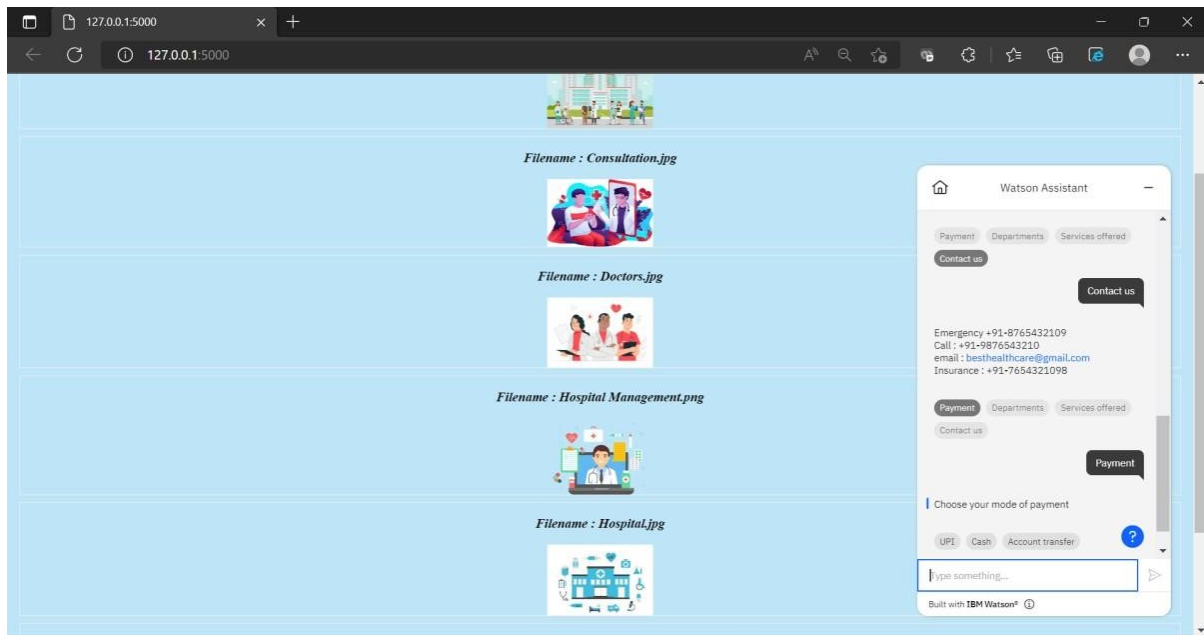 127.0.0.1:5000
127.0.0.1:5000
Filename : Consultation.jpg
Filename : Doctors.jpg
Filename : Hospital Management.png
Filename : Hospital.jpg
Watson Assistant
Payment Departments Services offered
Contact us
Contact us
Emergency +91-8765432109
Call : +91-9876543210
email : besthealthcare@gmail.com
Insurance : +91-7654321098
Payment Departments Services offered
Contact us
Payment
Choose your mode of payment
UPI Cash Account transfer
?
Type something...
Built with IBM Watson®